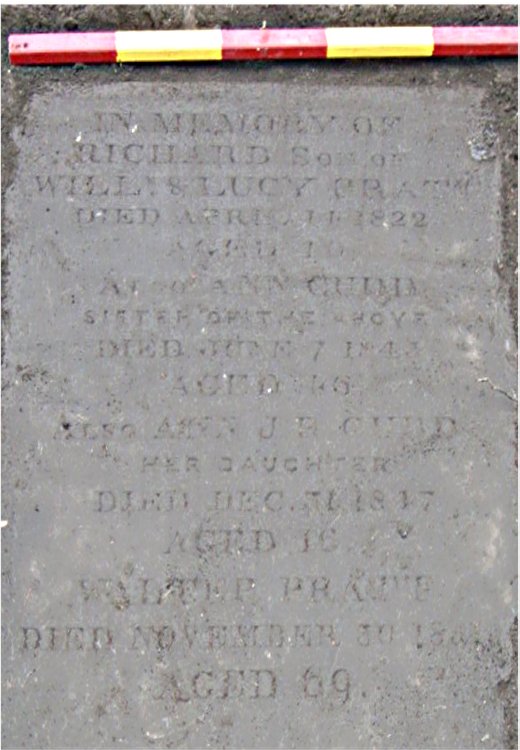 IN MEMORY OF
RICHARD SON OF
WILLM & LUCY PRATT
DIED APRIL 1822
AGED
ALSO ANN CHILD
SISTER OF THE ABOVE
DIED JUNE 7
AGED
ALSO ANN J R CHILD
HER DAUGHTER
DIED DEC. 31 1847
AGED 16
WALTER PRATT
DIED NOVEMBER 30
AGED 69.